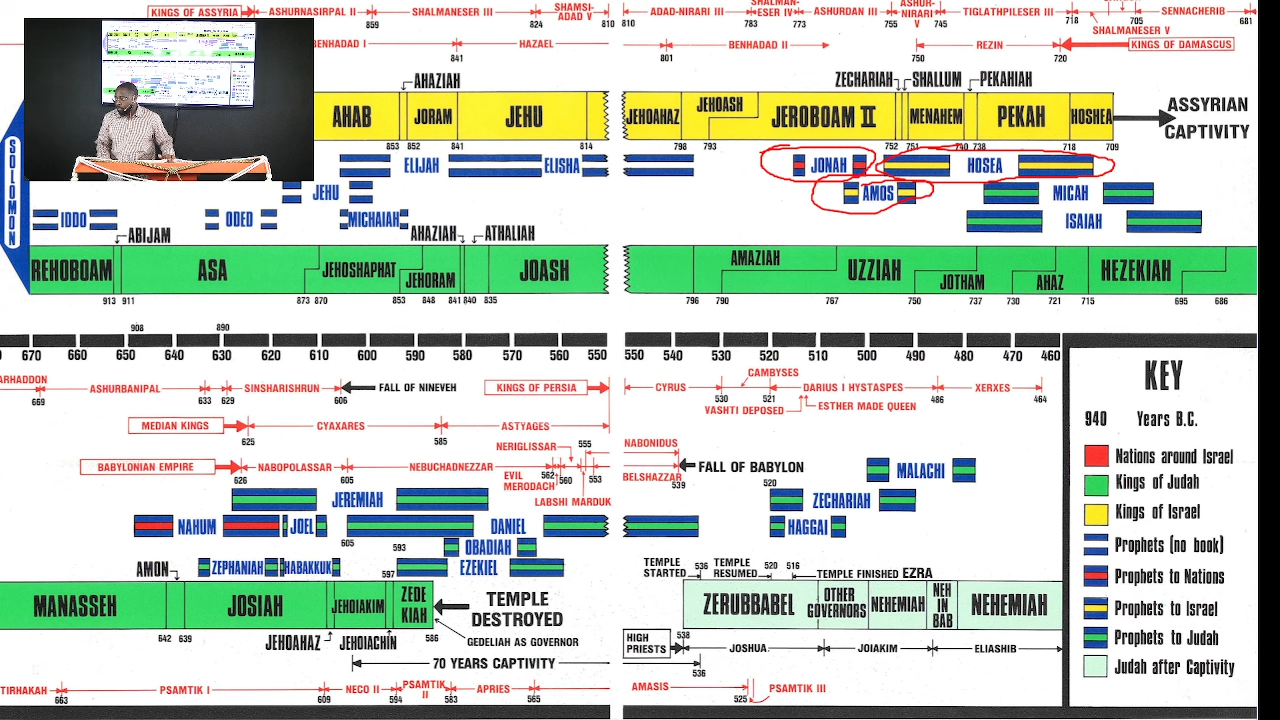 KINGS OF ASSYRIA ASHURNASIRPAL II SHALMANESER III SHAMSI-ADAD V
859 824 810
BENHADAD I HAZAEL
841
810 ADAD-NIRARI III SHALMAN-ESER IV ASHURDAN III ASHUR-NIRARI V TIGLATHPILESER III SHALMANESER V SENNACHERIB
783 773 755 745 718 705 681
BENHADAD II REZIN KINGS OF DAMASCUS
801 750 720
AHAZIAH
AHAB JORAM JEHU
853 852 841 814
ZECHARIAH SHALLUM PEKAHIAH
JEHOAHAZ JEHOASH JEROBOAM II MENAHEM PEKAH HOSHEA
798 793 752 751 740 738 718 709
ASSYRIAN CAPTIVITY
SOLOMON
ELIJAH ELISHA JONAH HOSEA
JEHU AMOS MICAH
IDDO ODED MICHAIAH ISAIAH
ABIJAM AHAZIAH ATHALIAH
REHOBOAM ASA JEHOSHAPHAT JEHORAM JOASH
913 911 873 870 853 848 841 840 835
AMAZIAH UZZIAH JOTHAM AHAZ HEZEKIAH
796 790 767 750 737 730 721 715 695 686
908 890
670 660 650 640 630 620 610 600 590 580 570 560 550
550 540 530 520 510 500 490 480 470 460
ARHADDON ASHURBANIPAL SINSHARISHRUN FALL OF NINEVEH KINGS OF PERSIA
669 633 629 606
CYRUS CAMBYSES DARIUS I HYSTASPES XERXES
530 521 486 464
VASHTI DEPOSED ESTHER MADE QUEEN
MEDIAN KINGS CYAXARES ASTYAGES
625 585
BABYLONIAN EMPIRE NABOPOLASSAR NEBUCHADNEZZAR EVIL MERODACH NERIGLISSAR LABSHI MARDUK NABONIDUS BELSHAZZAR FALL OF BABYLON
626 605 562 560 555 553 539
JEREMIAH
NAHUM JOEL DANIEL
605 593
OBADIAH
ZEPHANIAH HABAKKUK EZEKIEL
MALACHI
520
ZECHARIAH
HAGGAI
AMON 597
MANASSEH JOSIAH JEHOIAKIM ZEDEKIAH TEMPLE DESTROYED
642 639 586
JEHOAHAZ JEHOIACHIN GEDELIAH AS GOVERNOR
70 YEARS CAPTIVITY
TIRHAKAH PSAMTIK I NECO II PSAMTIK II APRIES
663 609 594 583 565
TEMPLE STARTED 536 TEMPLE RESUMED 520 516 TEMPLE FINISHED EZRA
ZERUBBABEL OTHER GOVERNORS NEHEMIAH NEH IN BAB NEHEMIAH
HIGH PRIESTS 538 JOSHUA JOIAKIM ELIASHIB
536
AMASIS PSAMTIK III
525
KEY
940 Years B.C.
Nations around Israel
Kings of Judah
Kings of Israel
Prophets (no book)
Prophets to Nations
Prophets to Israel
Prophets to Judah
Judah after Captivity